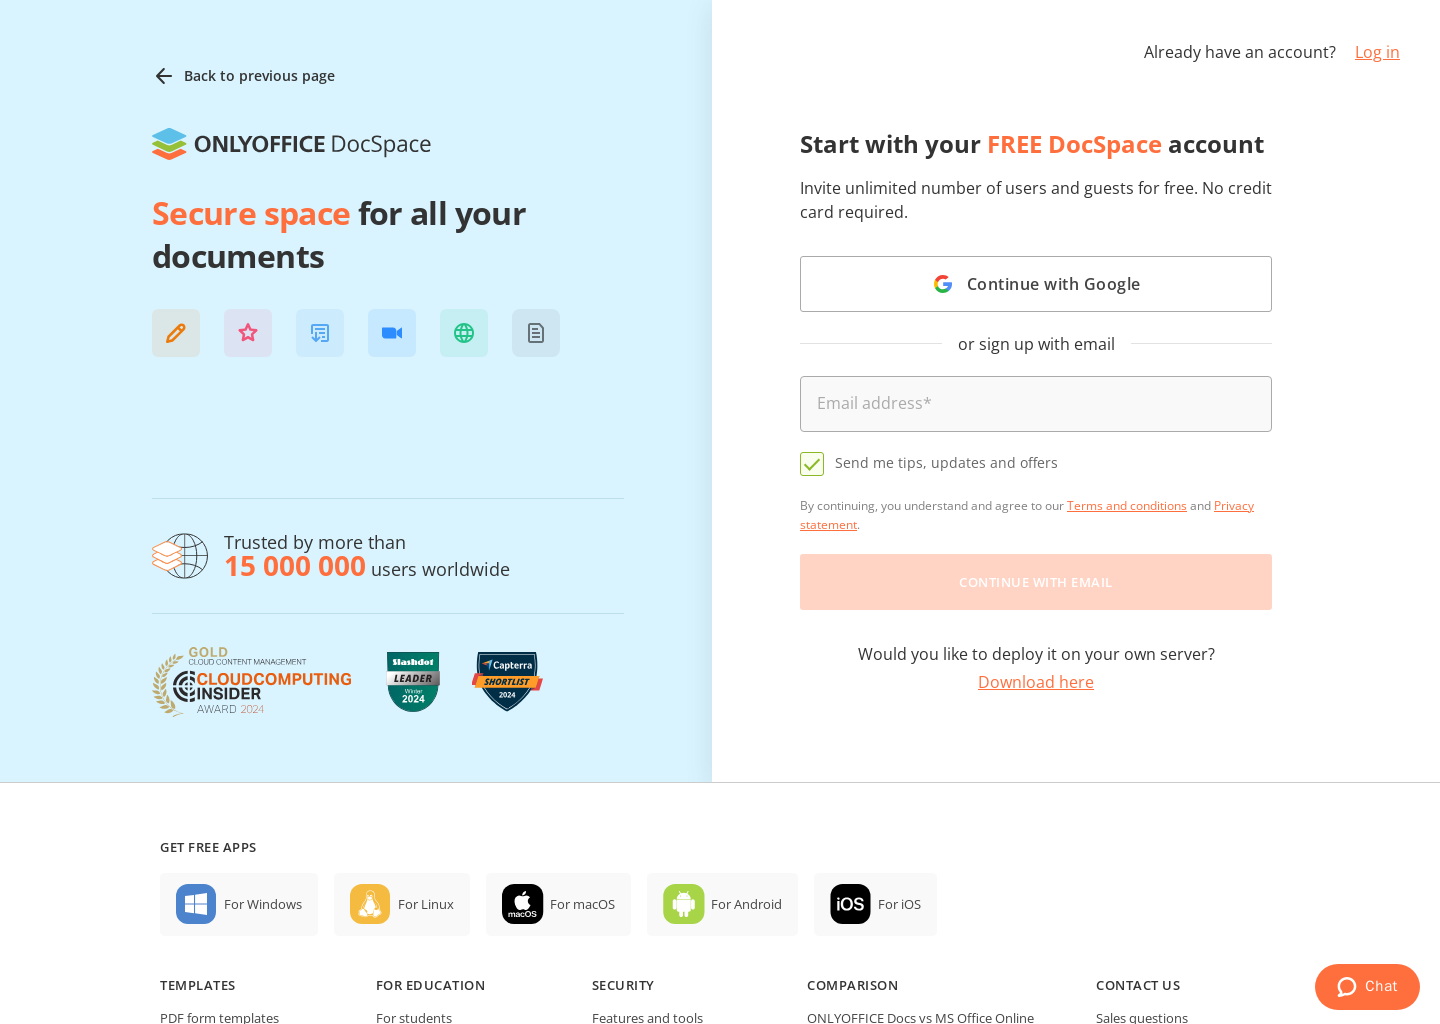 Back to previous page
ONLYOFFICE DocSpace
Secure space for all your
documents
Trusted by more than
15 000 000 users worldwide
GOLD
CLOUD CONTENT MANAGEMENT
CLOUDCOMPUTING
INSIDER
AWARD 2024
Slashdot
LEADER
Winter
2024
Capterra
SHORTLIST
2024
Already have an account? Log in
Start with your FREE DocSpace account
Invite unlimited number of users and guests for free. No credit
card required.
Continue with Google
or sign up with email
Email address*
Send me tips, updates and offers
By continuing, you understand and agree to our Terms and conditions and Privacy
statement.
CONTINUE WITH EMAIL
Would you like to deploy it on your own server?
Download here
GET FREE APPS
For Windows
For Linux
macOS
For macOS
For Android
iOS
For iOS
TEMPLATES
PDF form templates
FOR EDUCATION
For students
SECURITY
Features and tools
COMPARISON
ONLYOFFICE Docs vs MS Office Online
CONTACT US
Sales questions
Chat